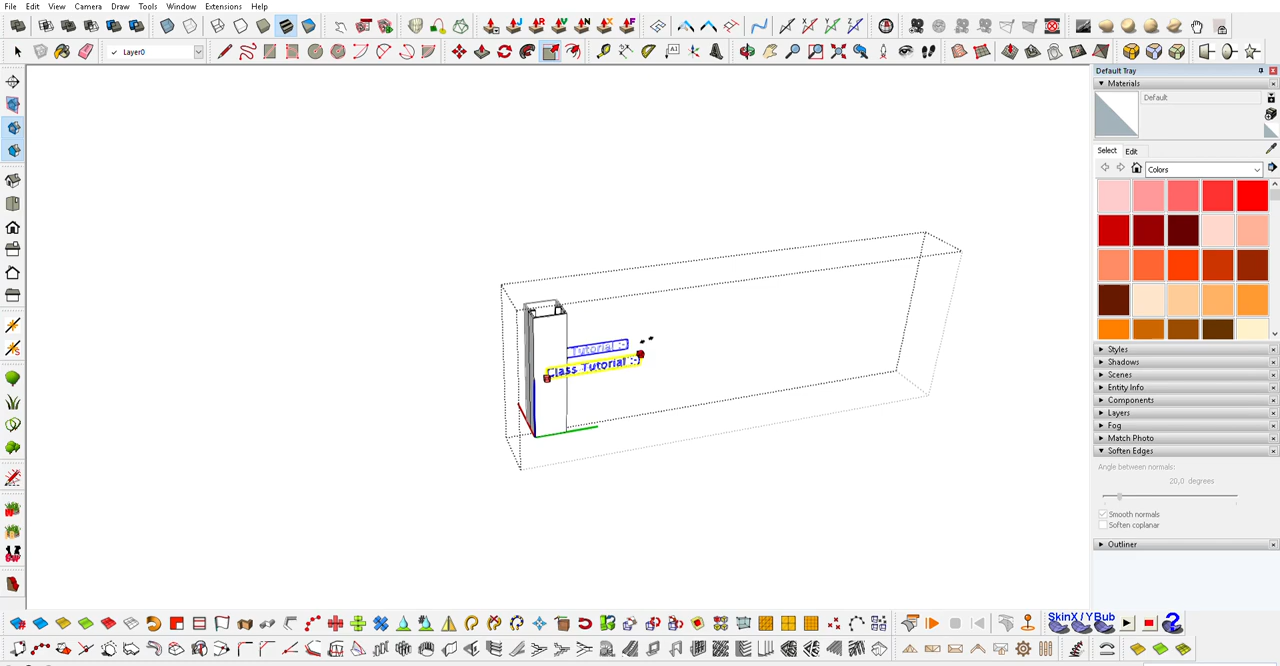 File Edit View Camera Draw Tools Window Extensions Help
Layer0
Default Tray
Materials
Default
Select Edit
Colors
Styles
Shadows
Scenes
Entity Info
Components
Layers
Fog
Match Photo
Soften Edges
Angle between normals:
20,0 degrees
Smooth normals
Soften coplanar
Outliner
Tutorial :-
Class Tutorial :-
SkinX / YBub